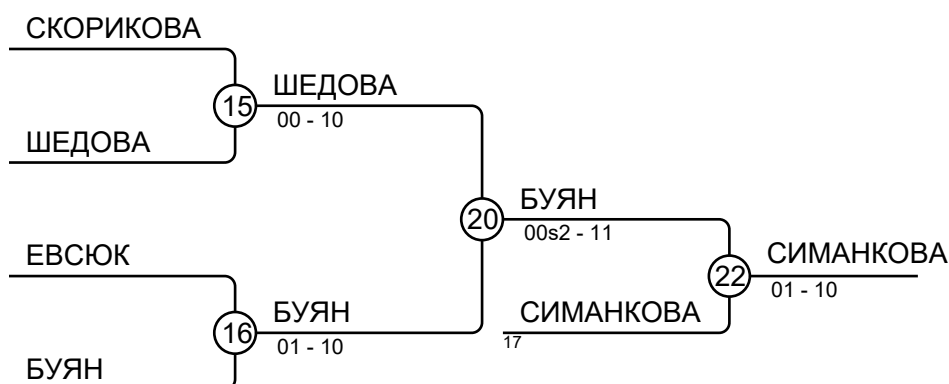 СКОРИКОВА
15
ШЕДОВА
00 - 10
ШЕДОВА
20
БУЯН
00s2 - 11
ЕВСЮК
22
СИМАНКОВА
01 - 10
16
БУЯН
01 - 10
СИМАНКОВА
17
БУЯН